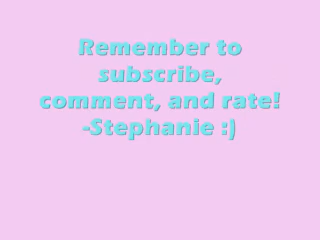 Remember to
subscribe,
comment, and rate!
-Stephanie :)